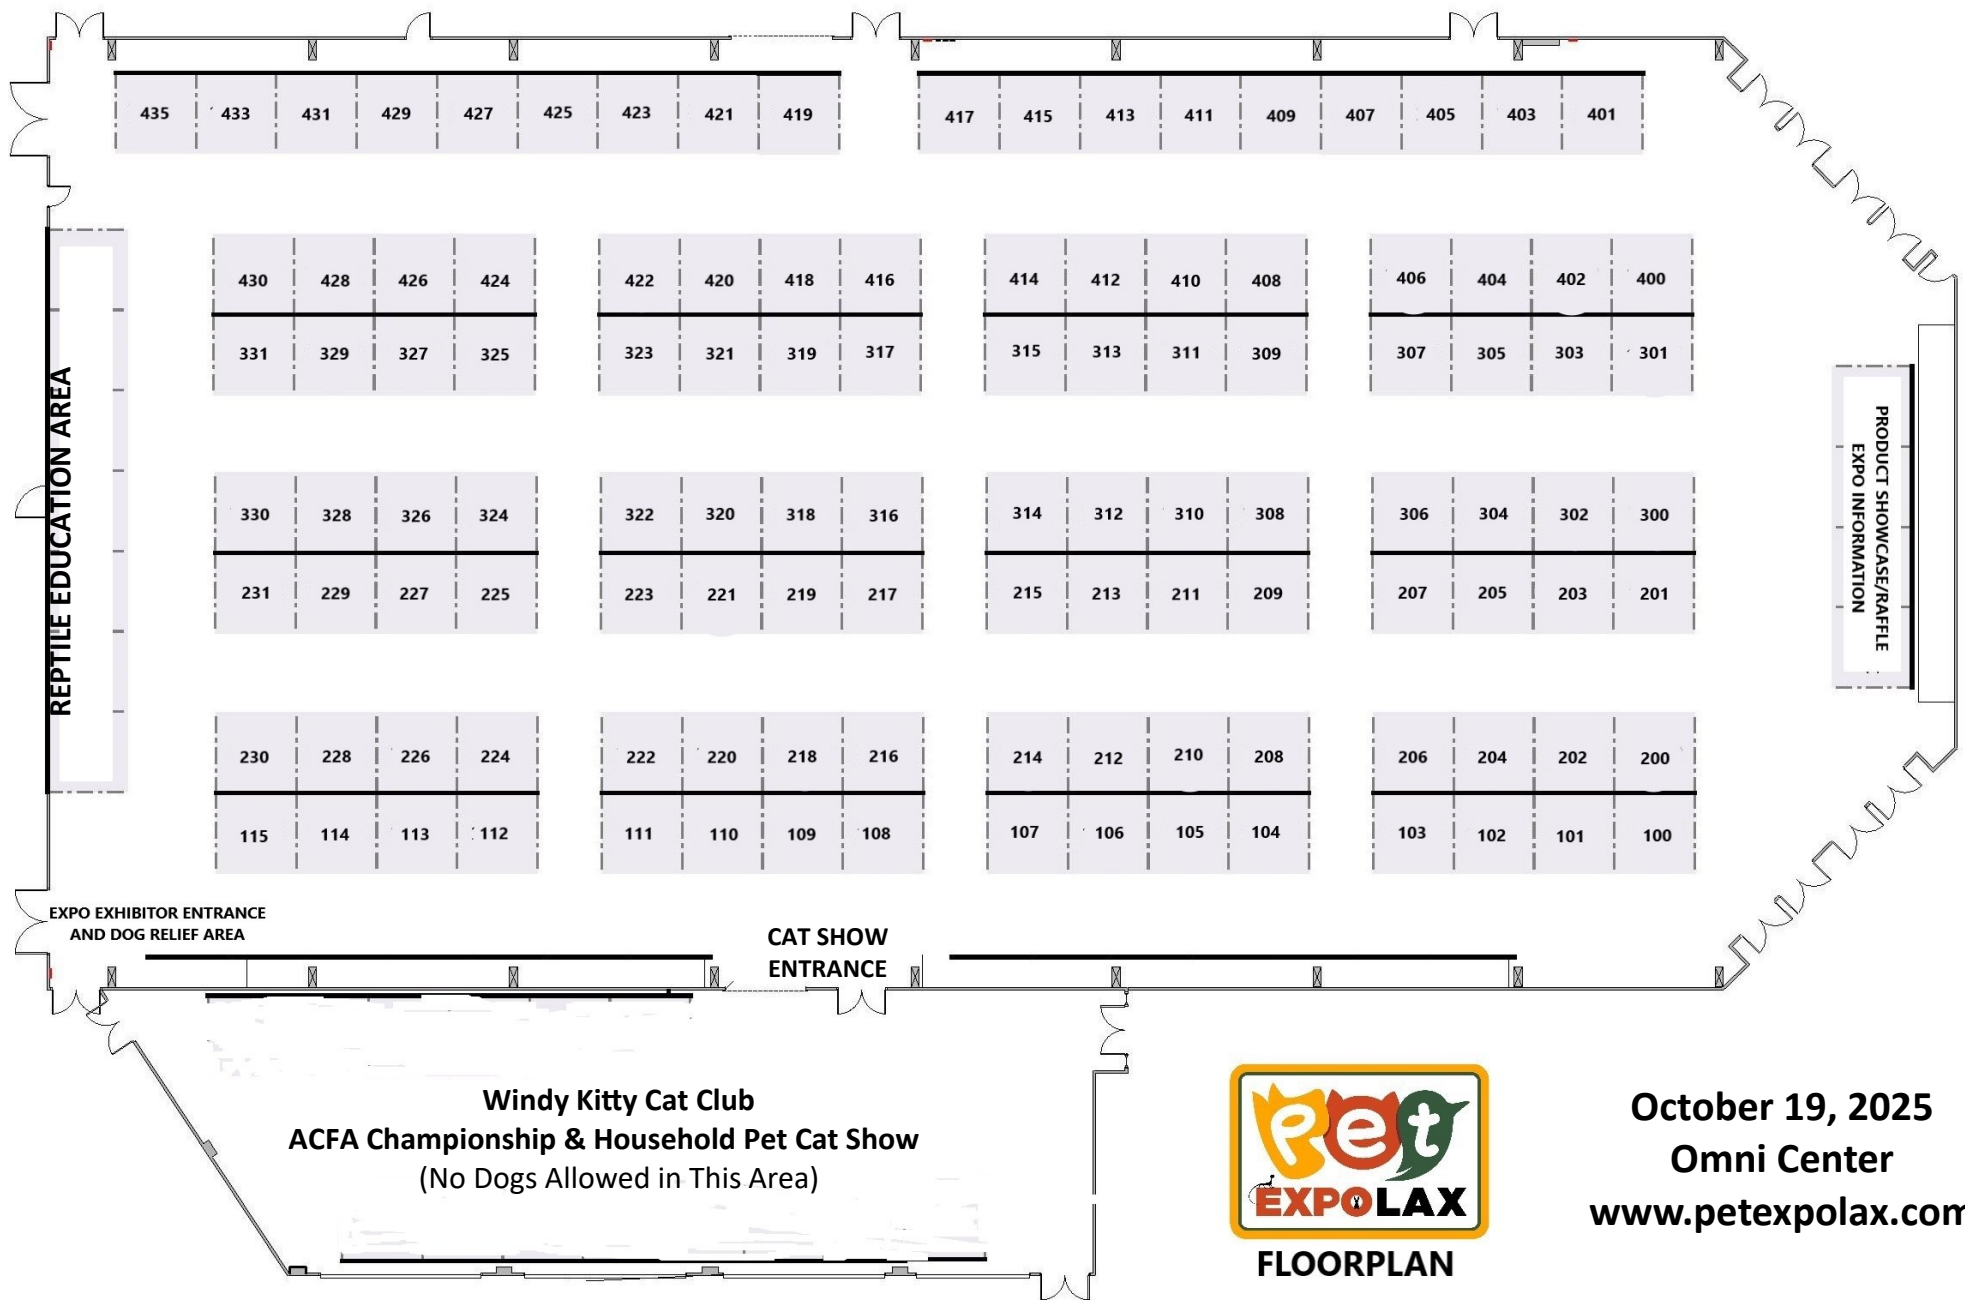 435 433 431 429 427 425 423 421 419 417 415 413 411 409 407 405 403 401
430 428 426 424 422 420 418 416 414 412 410 408 406 404 402 400
331 329 327 325 323 321 319 317 315 313 311 309 307 305 303 301
REPTILE EDUCATION AREA
PRODUCT SHOWCASE/RAFFLE
EXPO INFORMATION
330 328 326 324 322 320 318 316 314 312 310 308 306 304 302 300
231 229 227 225 223 221 219 217 215 213 211 209 207 205 203 201
230 228 226 224 222 220 218 216 214 212 210 208 206 204 202 200
115 114 113 112 111 110 109 108 107 106 105 104 103 102 101 100
EXPO EXHIBITOR ENTRANCE
AND DOG RELIEF AREA
CAT SHOW
ENTRANCE
Windy Kitty Cat Club
ACFA Championship & Household Pet Cat Show
(No Dogs Allowed in This Area)
Pet
EXPOLAX
FLOORPLAN
October 19, 2025
Omni Center
www.petexpolax.com